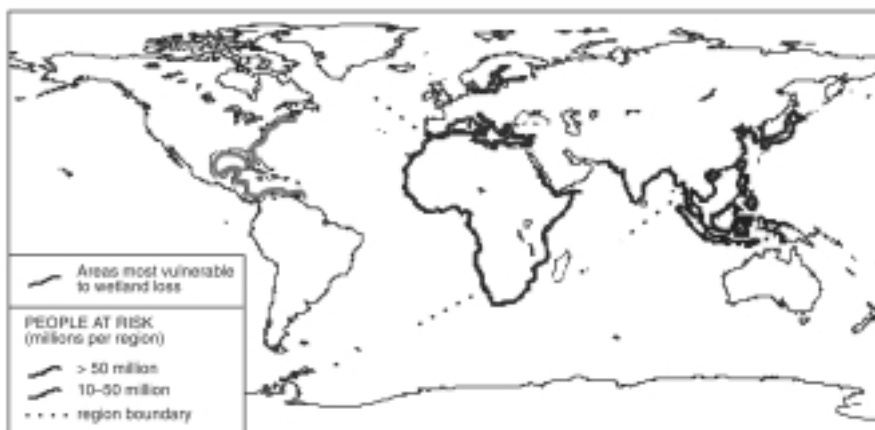 Areas most vulnerable
to wetland loss
PEOPLE AT RISK
(millions per region)
> 50 million
10–50 million
region boundary